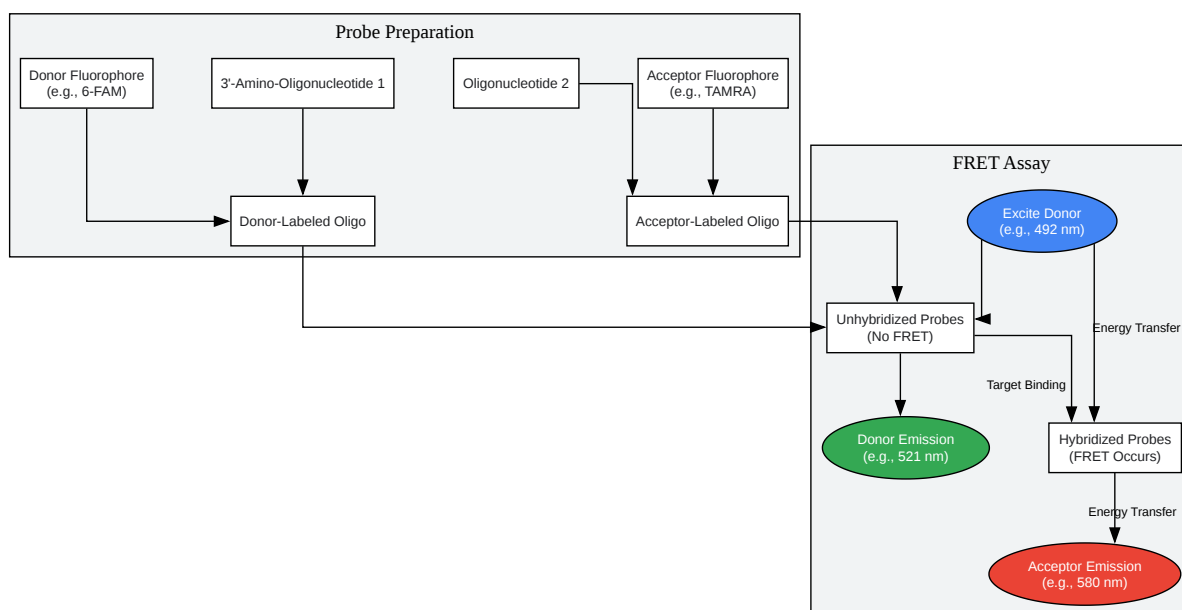 Probe Preparation
Donor Fluorophore
(e.g., 6-FAM)
3'-Amino-Oligonucleotide 1
Oligonucleotide 2
Acceptor Fluorophore
(e.g., TAMRA)
Donor-Labeled Oligo
Acceptor-Labeled Oligo
FRET Assay
Excite Donor
(e.g., 492 nm)
Unhybridized Probes
(No FRET)
Energy Transfer
Target Binding
Donor Emission
(e.g., 521 nm)
Hybridized Probes
(FRET Occurs)
Energy Transfer
Acceptor Emission
(e.g., 580 nm)